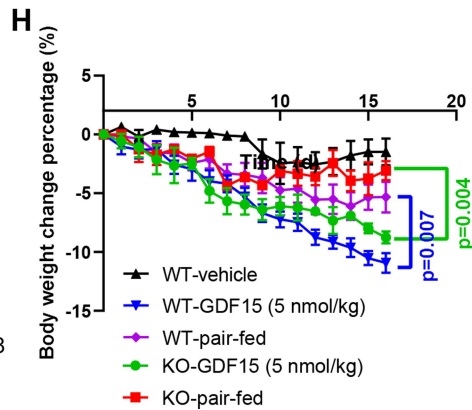 H
Body weight change percentage (%)
5
0
-5
-10
-15
5 10 15 20
WT-vehicle
WT-GDF15 (5 nmol/kg)
WT-pair-fed
KO-GDF15 (5 nmol/kg)
KO-pair-fed
p=0.007
p=0.004